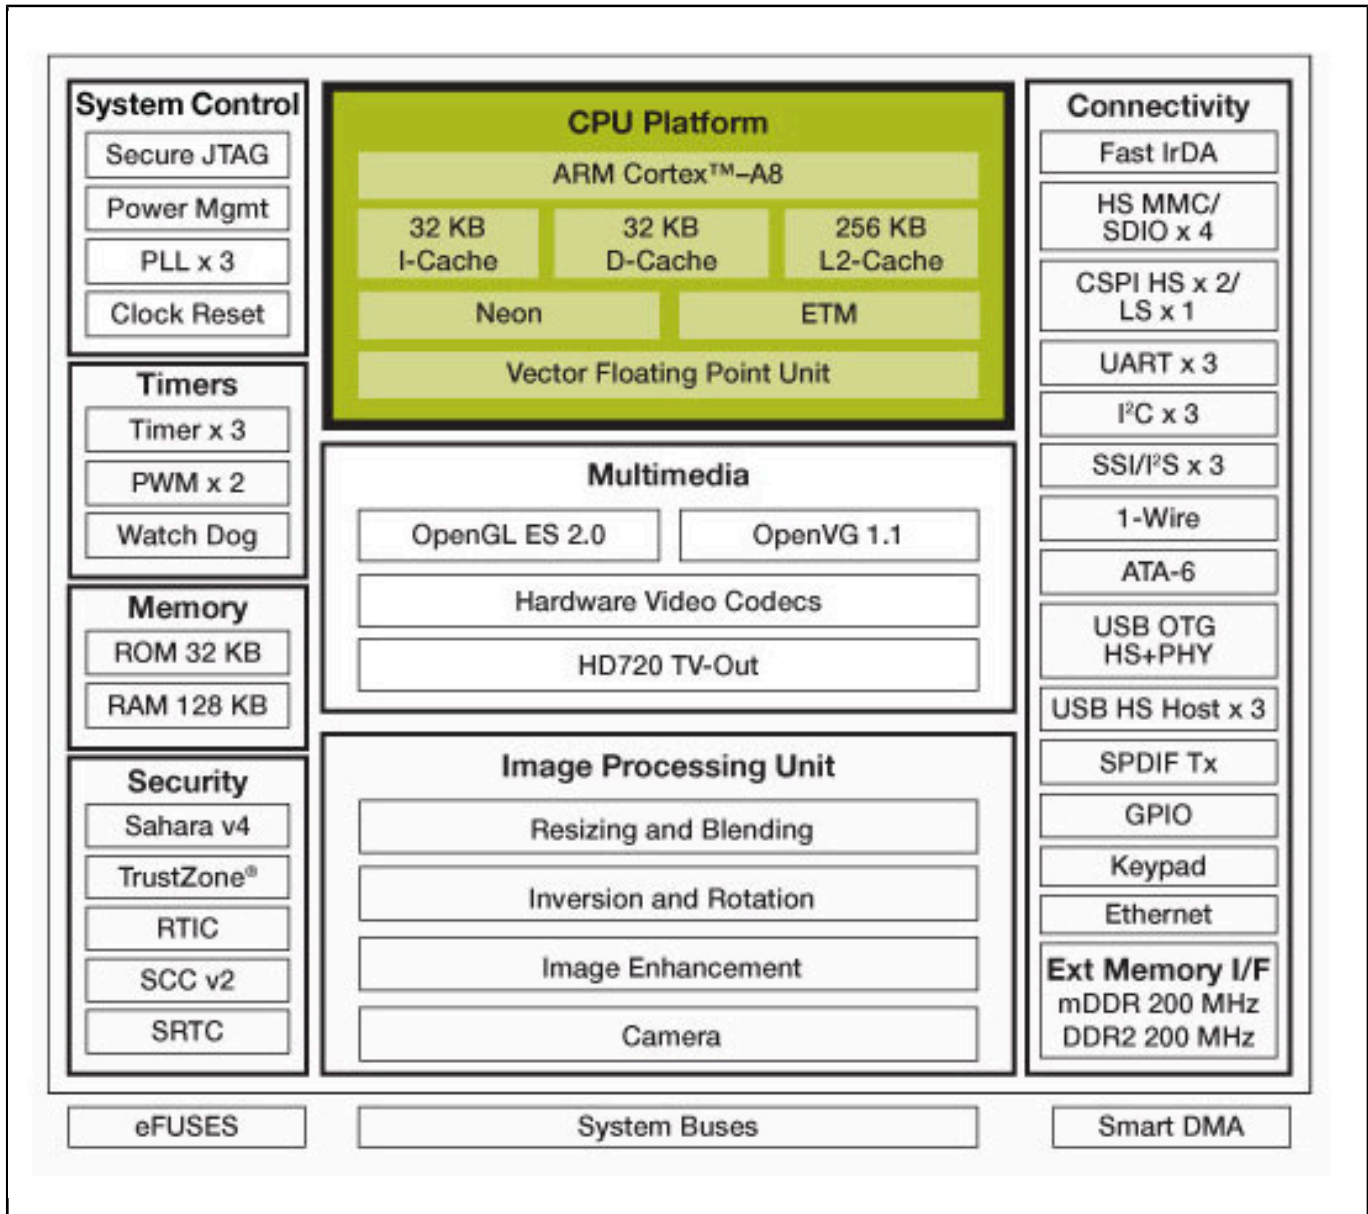 System Control
Secure JTAG
Power Mgmt
PLL x 3
Clock Reset
Timers
Timer x 3
PWM x 2
Watch Dog
Memory
ROM 32 KB
RAM 128 KB
Security
Sahara v4
TrustZone®
RTIC
SCC v2
SRTC
CPU Platform
ARM Cortex™–A8
32 KB
I-Cache
32 KB
D-Cache
256 KB
L2-Cache
Neon
ETM
Vector Floating Point Unit
Multimedia
OpenGL ES 2.0
OpenVG 1.1
Hardware Video Codecs
HD720 TV-Out
Image Processing Unit
Resizing and Blending
Inversion and Rotation
Image Enhancement
Camera
Connectivity
Fast IrDA
HS MMC/
SDIO x 4
CSPI HS x 2/
LS x 1
UART x 3
I²C x 3
SSI/I²S x 3
1-Wire
ATA-6
USB OTG
HS+PHY
USB HS Host x 3
SPDIF Tx
GPIO
Keypad
Ethernet
Ext Memory I/F
mDDR 200 MHz
DDR2 200 MHz
eFUSES
System Buses
Smart DMA